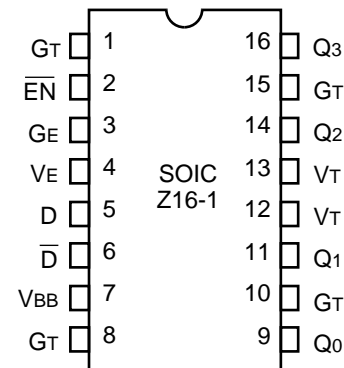 GT 1 16 Q3
E̅N̅ 2 15 GT
GE 3 14 Q2
VE 4 13 VT
SOIC
Z16-1
D 5 12 VT
D̅ 6 11 Q1
VBB 7 10 GT
GT 8 9 Q0